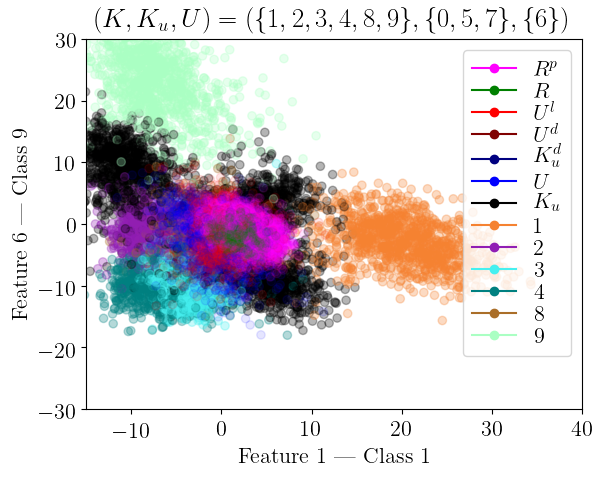 (K, K_u, U) = ({1, 2, 3, 4, 8, 9}, {0, 5, 7}, {6})
30
20
10
0
−10
−20
−30
Feature 6 — Class 9
R^p
R
U^l
U^d
K_u^d
U
K_u
1
2
3
4
8
9
−10
0
10
20
30
40
Feature 1 — Class 1